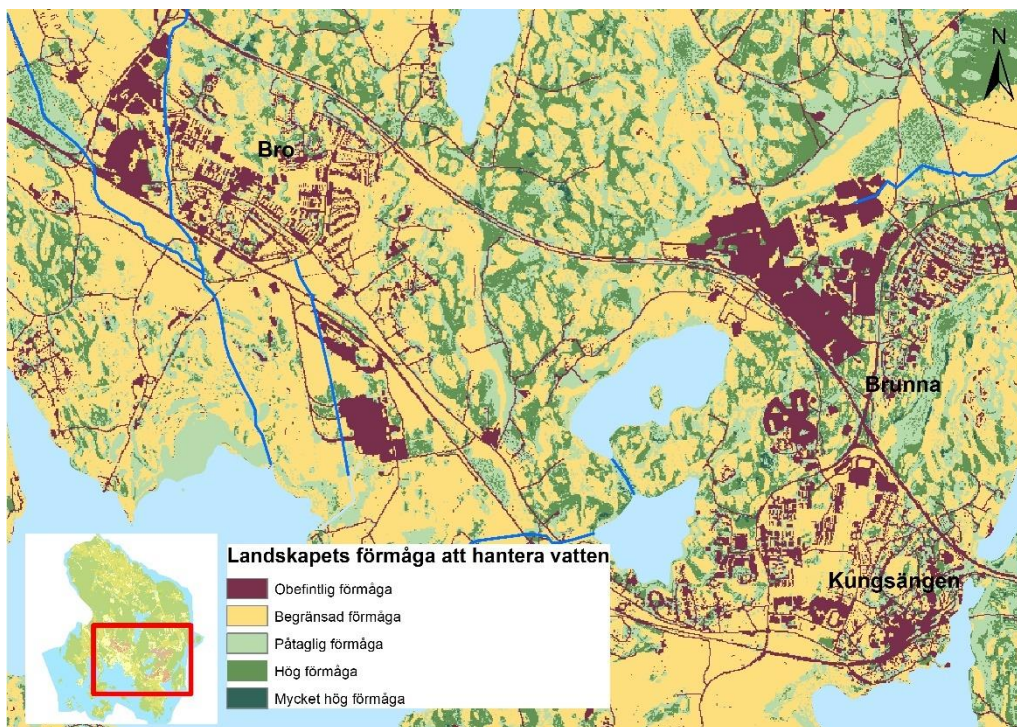 N
Bro
Brunna
Kungsängen
Landskapets förmåga att hantera vatten
Obefintlig förmåga
Begränsad förmåga
Påtaglig förmåga
Hög förmåga
Mycket hög förmåga